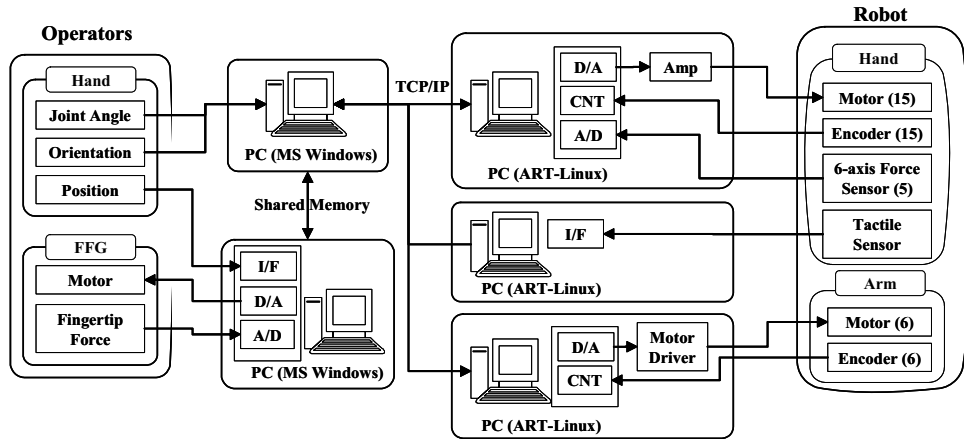 Operators
Hand
Joint Angle
Orientation
Position
FFG
Motor
Fingertip
Force
PC (MS Windows)
Shared Memory
I/F
D/A
A/D
PC (MS Windows)
TCP/IP
D/A
Amp
CNT
A/D
PC (ART-Linux)
I/F
PC (ART-Linux)
D/A
Motor
Driver
CNT
PC (ART-Linux)
Robot
Hand
Motor (15)
Encoder (15)
6-axis Force
Sensor (5)
Tactile
Sensor
Arm
Motor (6)
Encoder (6)